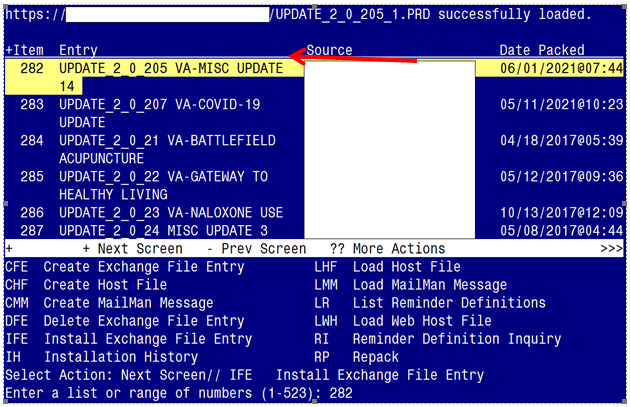 https://                    /UPDATE_2_0_205_1.PRD successfully loaded.
+Item  Entry                          Source                  Date Packed
282  UPDATE_2_0_205 VA-MISC UPDATE                            06/01/2021@07:44
14
283  UPDATE_2_0_207 VA-COVID-19                               05/11/2021@10:23
UPDATE
284  UPDATE_2_0_21 VA-BATTLEFIELD                             04/18/2017@05:39
ACUPUNCTURE
285  UPDATE_2_0_22 VA-GATEWAY TO                              05/12/2017@09:36
HEALTHY LIVING
286  UPDATE_2_0_23 VA-NALOXONE USE                            10/13/2017@12:09
287  UPDATE_2_0_24 MISC UPDATE 3                              05/08/2017@04:44
+         + Next Screen   - Prev Screen   ?? More Actions                   >>>
CFE  Create Exchange File Entry         LHF  Load Host File
CHF  Create Host File                   LMM  Load MailMan Message
CMM  Create MailMan Message             LR   List Reminder Definitions
DFE  Delete Exchange File Entry         LWH  Load Web Host File
IFE  Install Exchange File Entry        RI   Reminder Definition Inquiry
IH   Installation History               RP   Repack
Select Action: Next Screen// IFE   Install Exchange File Entry
Enter a list or range of numbers (1-523): 282